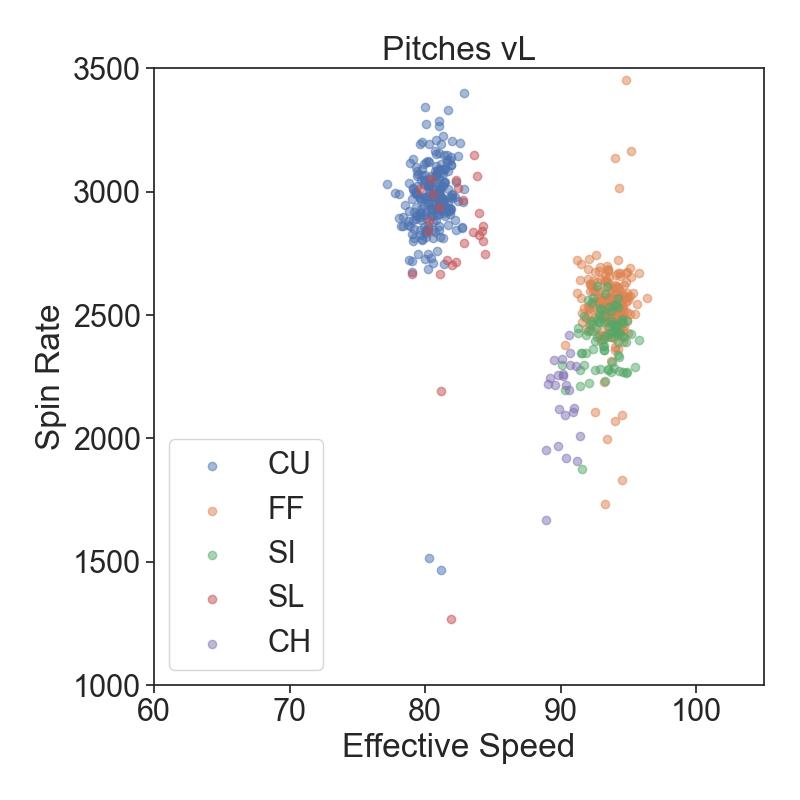 Pitches vL
3500
3000
2500
2000
1500
1000
Spin Rate
CU
FF
SI
SL
CH
60 70 80 90 100
Effective Speed